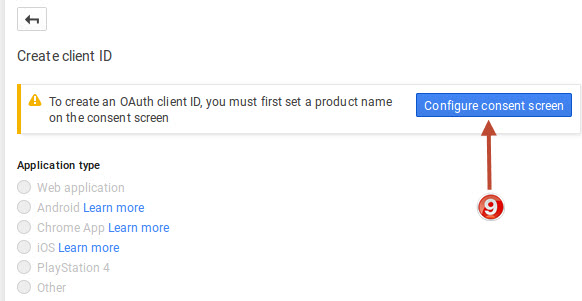 Create client ID
To create an OAuth client ID, you must first set a product name
on the consent screen
Configure consent screen
9
Application type
Web application
Android Learn more
Chrome App Learn more
iOS Learn more
PlayStation 4
Other